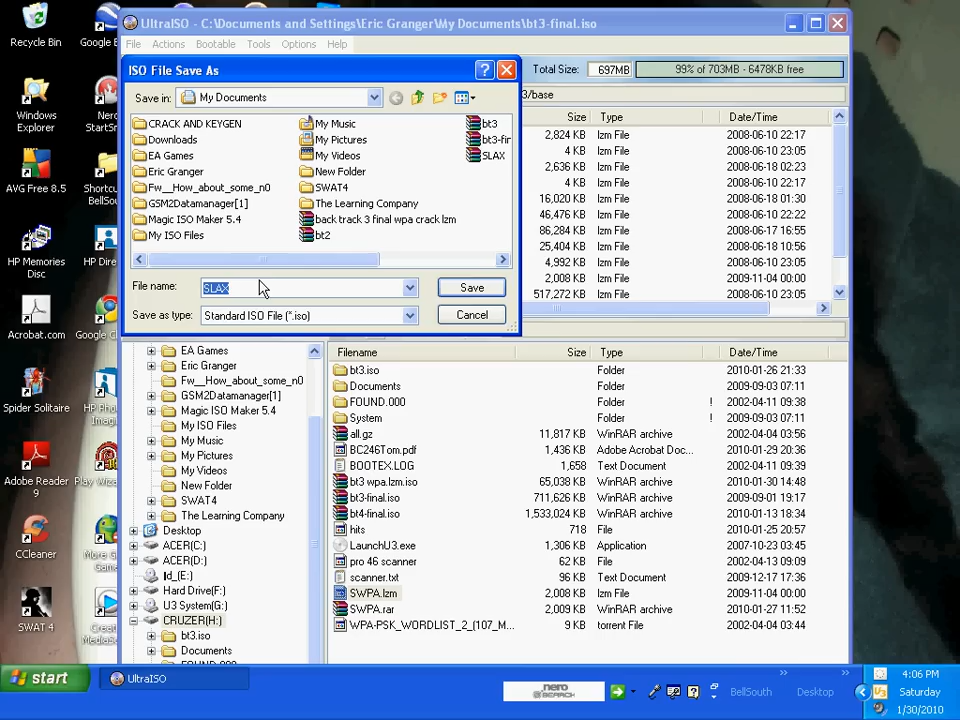 Recycle Bin
Google E
Windows
Explorer
Nero
StartSm
AVG Free 8.5
Shortcu
BellSou
HP Memories
Disc
HP Dire
Acrobat.com
Google C
Spider Solitaire
HP Pho
Imagi
Adobe Reader
9
Play Wiz
CCleaner
More G
Gam
SWAT 4
Creat
Media
UltraISO - C:\Documents and Settings\Eric Granger\My Documents\bt3-final.iso
File Actions Bootable Tools Options Help
ISO File Save As
Total Size: 697MB 99% of 703MB - 6478KB free
Save in: My Documents
3/base
CRACK AND KEYGEN
Downloads
EA Games
Eric Granger
Fw__How_about_some_n0
GSM2Datamanager[1]
Magic ISO Maker 5.4
My ISO Files
My Music
My Pictures
My Videos
New Folder
SWAT4
The Learning Company
back track 3 final wpa crack lzm
bt2
bt3
bt3-fir
SLAX
File name: SLAX Save
Save as type: Standard ISO File (*.iso) Cancel
Size Type Date/Time
2,824 KB lzm File 2008-06-10 22:17
4 KB lzm File 2008-06-10 23:05
2,636 KB lzm File 2008-06-18 02:23
4 KB lzm File 2008-06-10 22:17
16,020 KB lzm File 2008-06-18 01:30
46,476 KB lzm File 2008-06-10 22:22
86,284 KB lzm File 2008-06-17 16:55
25,404 KB lzm File 2008-06-18 10:56
4,992 KB lzm File 2008-06-10 23:05
2,008 KB lzm File 2009-11-04 00:00
517,272 KB lzm File 2008-06-10 23:05
EA Games
Eric Granger
Fw__How_about_some_n0
GSM2Datamanager[1]
Magic ISO Maker 5.4
My ISO Files
My Music
My Pictures
My Videos
New Folder
SWAT4
The Learning Company
Desktop
ACER(C:)
ACER(D:)
Id_(E:)
Hard Drive(F:)
U3 System(G:)
CRUZER(H:)
bt3.iso
Documents
FOUND.000
Filename Size Type Date/Time
bt3.iso Folder 2010-01-26 21:33
Documents Folder 2009-09-03 07:11
FOUND.000 Folder ! 2002-04-11 09:38
System Folder ! 2009-09-03 07:11
all.gz 11,817 KB WinRAR archive 2002-04-04 03:56
BC246Tom.pdf 1,436 KB Adobe Acrobat Doc... 2010-01-29 20:36
BOOTEX.LOG 1,658 Text Document 2002-04-11 09:39
bt3 wpa.lzm.iso 65,038 KB WinRAR archive 2010-01-30 14:48
bt3-final.iso 711,626 KB WinRAR archive 2009-09-01 19:17
bt4-final.iso 1,533,024 KB WinRAR archive 2010-01-13 18:34
hits 718 File 2010-01-25 20:57
LaunchU3.exe 1,306 KB Application 2007-10-23 03:45
pro 46 scanner 62 KB File 2002-04-13 09:09
scanner.txt 96 KB Text Document 2009-12-17 17:36
SWPA.lzm 2,008 KB lzm File 2009-11-04 00:00
SWPA.rar 2,009 KB WinRAR archive 2010-01-27 11:52
WPA-PSK_WORDLIST_2_(107_M... 9 KB torrent File 2002-04-04 03:44
start UltraISO nero SEARCH BellSouth Desktop
4:06 PM
Saturday
1/30/2010